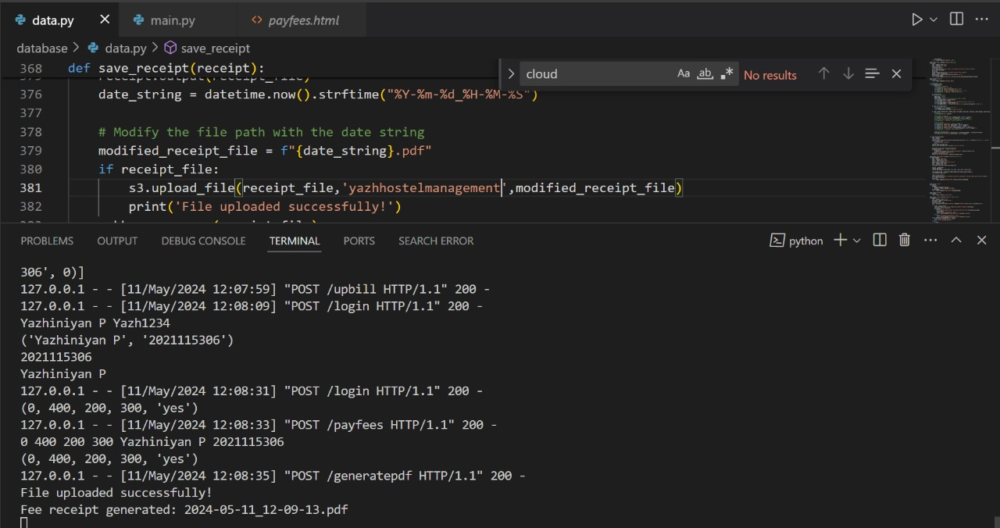 data.py
main.py
payfees.html
database > data.py > save_receipt
cloud
Aa ab .*
No results
368 def save_receipt(receipt):
376 date_string = datetime.now().strftime("%Y-%m-%d_%H-%M-%S")
377
378 # Modify the file path with the date string
379 modified_receipt_file = f"{date_string}.pdf"
380 if receipt_file:
381 s3.upload_file(receipt_file,'yazhhostelmanagement',modified_receipt_file)
382 print('File uploaded successfully!')
PROBLEMS OUTPUT DEBUG CONSOLE TERMINAL PORTS SEARCH ERROR
python
306', 0)]
127.0.0.1 - - [11/May/2024 12:07:59] "POST /upbill HTTP/1.1" 200 -
127.0.0.1 - - [11/May/2024 12:08:09] "POST /login HTTP/1.1" 200 -
Yazhiniyan P Yazh1234
('Yazhiniyan P', '2021115306')
2021115306
Yazhiniyan P
127.0.0.1 - - [11/May/2024 12:08:31] "POST /login HTTP/1.1" 200 -
(0, 400, 200, 300, 'yes')
127.0.0.1 - - [11/May/2024 12:08:33] "POST /payfees HTTP/1.1" 200 -
0 400 200 300 Yazhiniyan P 2021115306
(0, 400, 200, 300, 'yes')
127.0.0.1 - - [11/May/2024 12:08:35] "POST /generatepdf HTTP/1.1" 200 -
File uploaded successfully!
Fee receipt generated: 2024-05-11_12-09-13.pdf